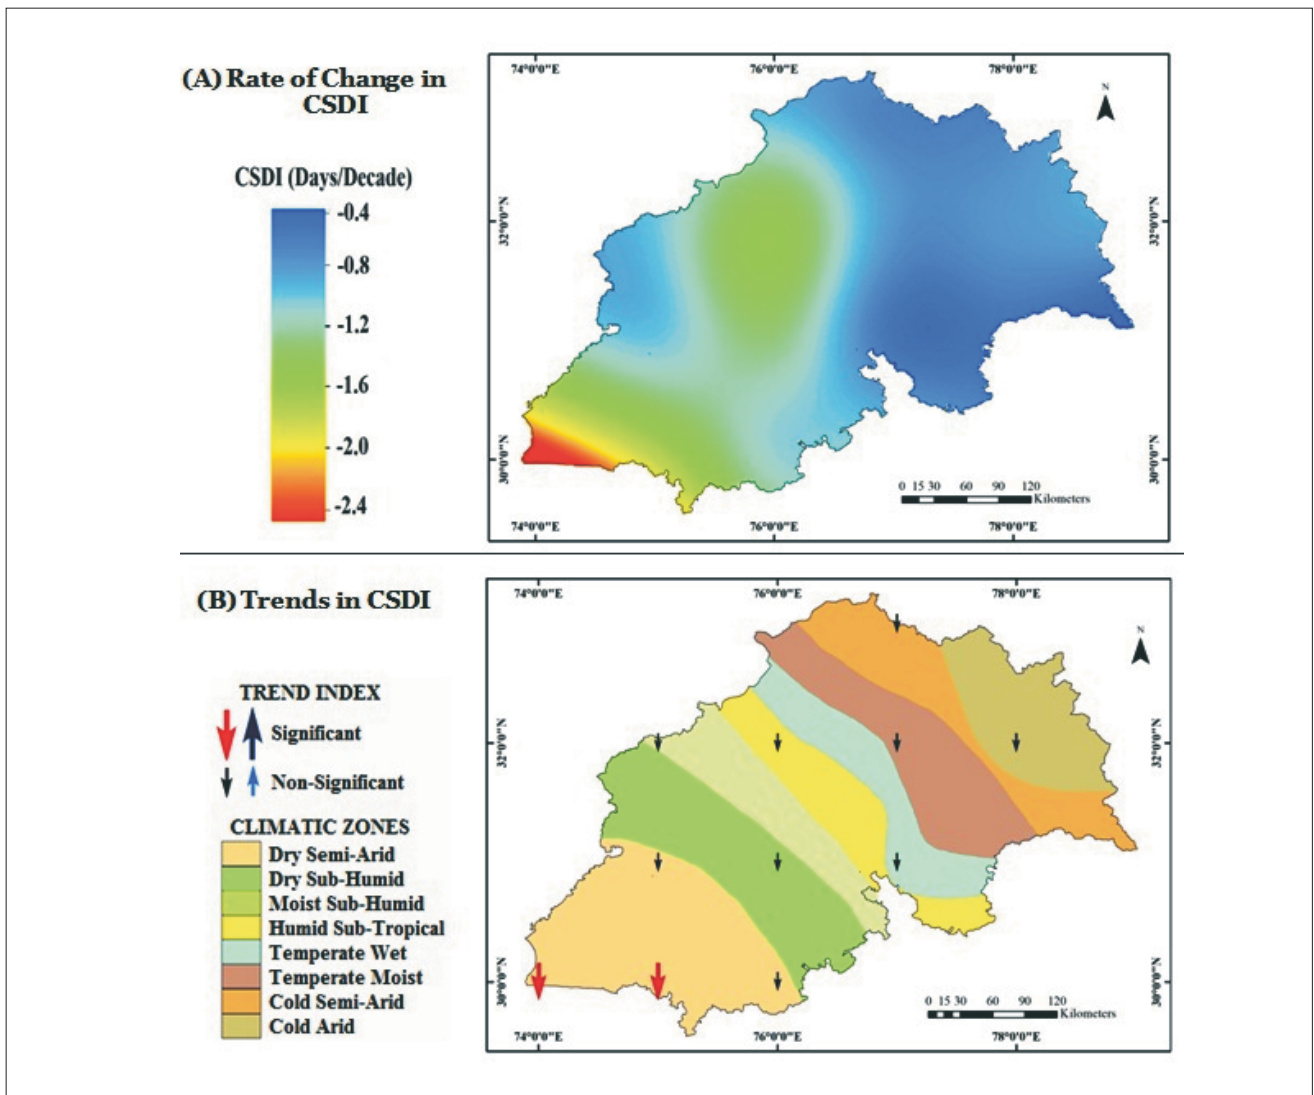 (A) Rate of Change in
CSDI
CSDI (Days/Decade)
-0.4
-0.8
-1.2
-1.6
-2.0
-2.4
74°0'0"E
76°0'0"E
78°0'0"E
N
32°0'0"N
32°0'0"N
30°0'0"N
30°0'0"N
0 15 30 60 90 120
Kilometers
74°0'0"E
76°0'0"E
78°0'0"E
(B) Trends in CSDI
TREND INDEX
Significant
Non-Significant
CLIMATIC ZONES
Dry Semi-Arid
Dry Sub-Humid
Moist Sub-Humid
Humid Sub-Tropical
Temperate Wet
Temperate Moist
Cold Semi-Arid
Cold Arid
74°0'0"E
76°0'0"E
78°0'0"E
N
32°0'0"N
32°0'0"N
30°0'0"N
30°0'0"N
0 15 30 60 90 120
Kilometers
74°0'0"E
76°0'0"E
78°0'0"E